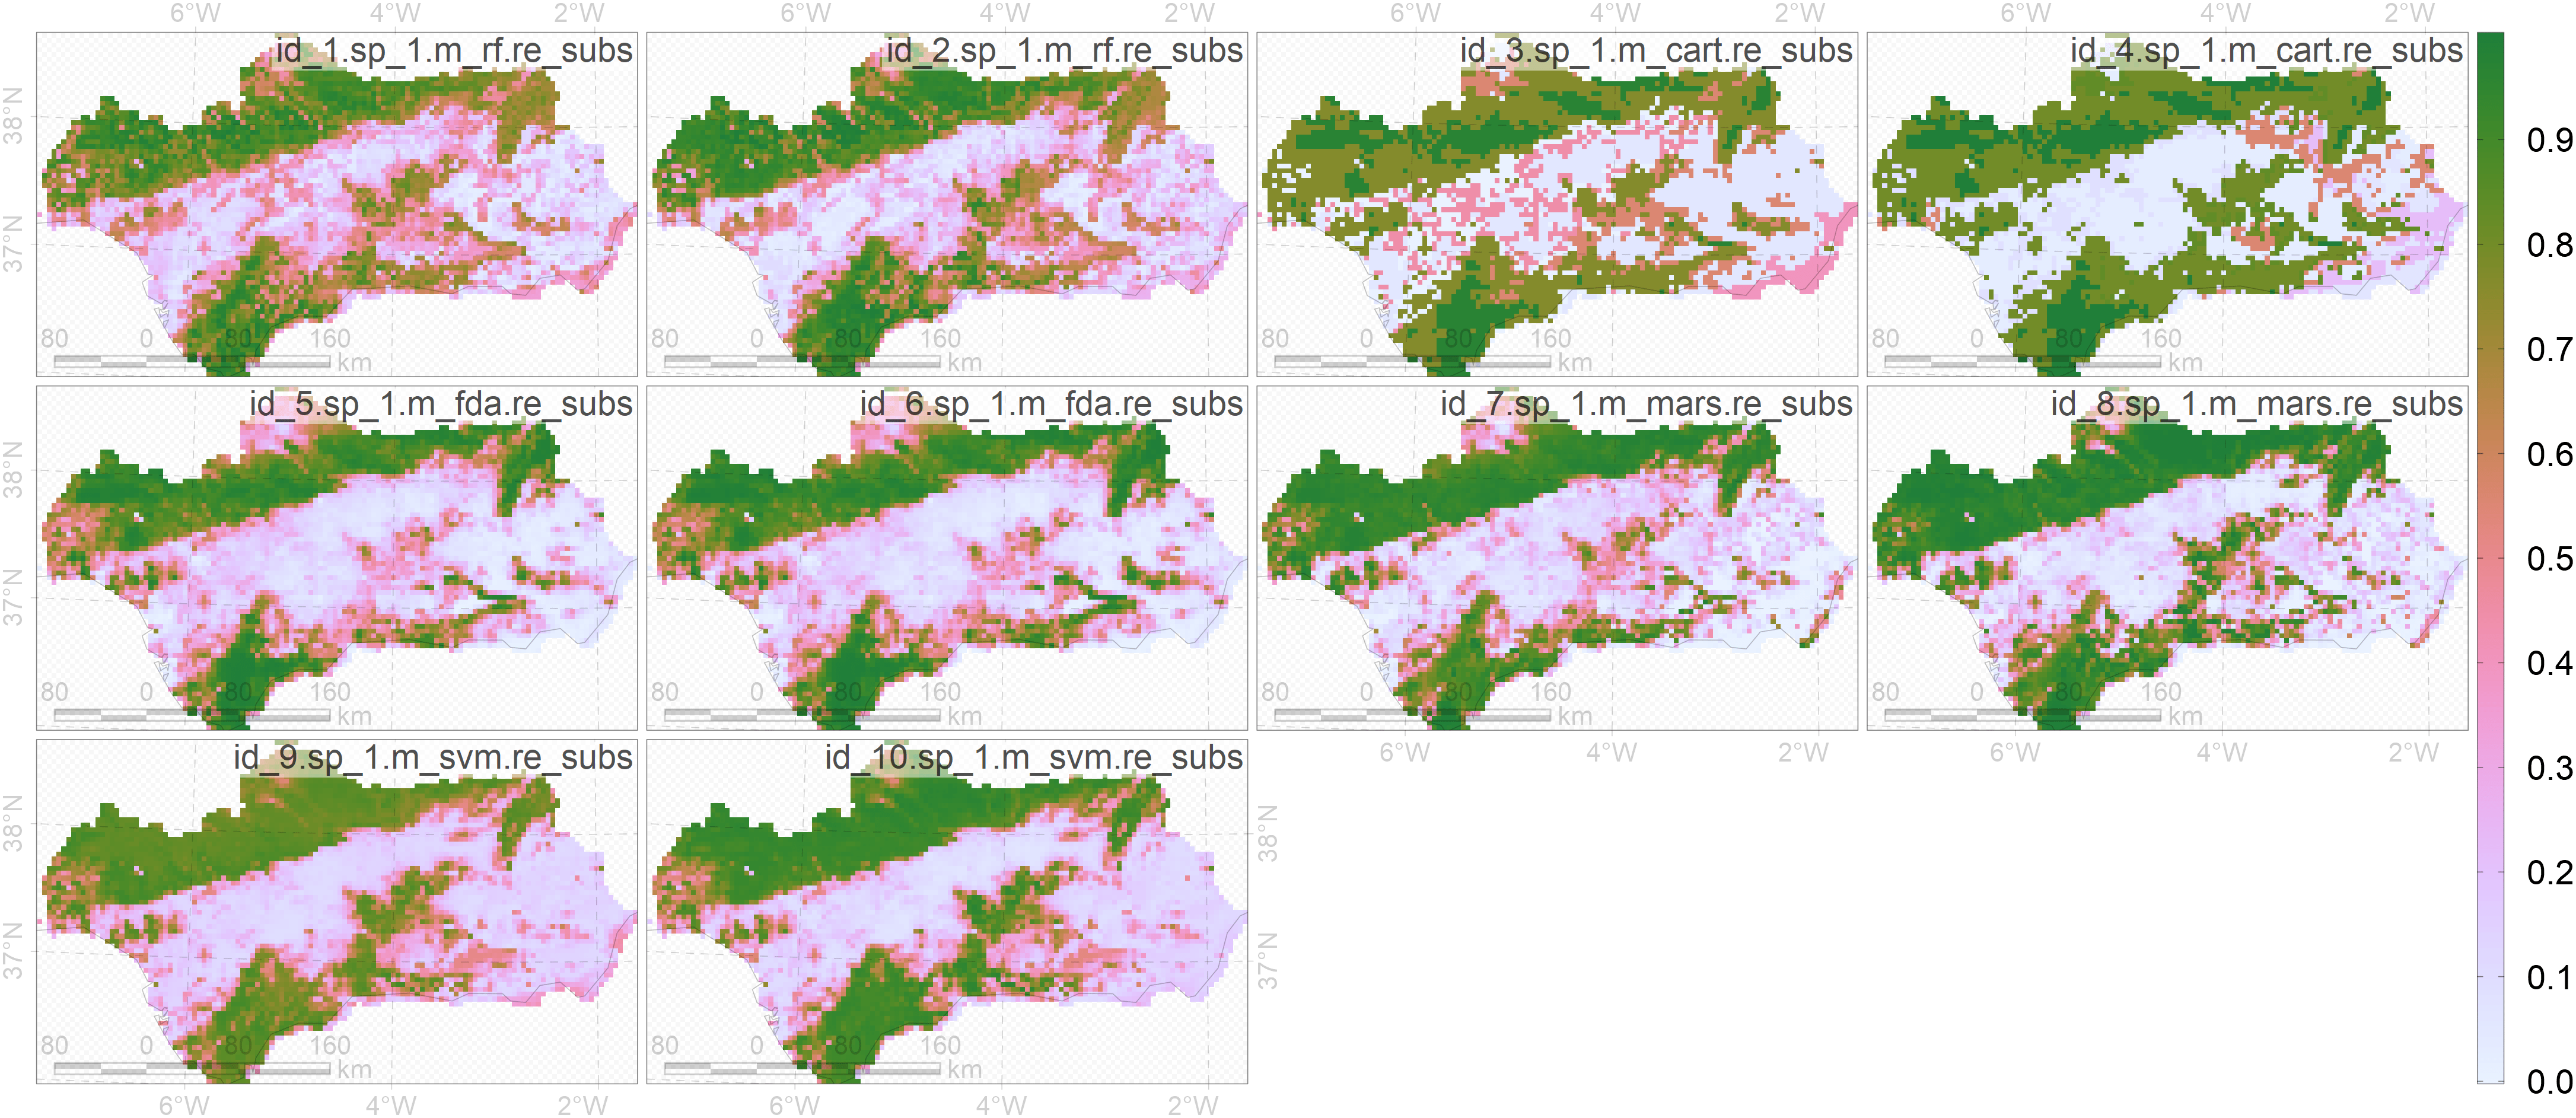 6°W 4°W 2°W 6°W 4°W 2°W 6°W 4°W 2°W 6°W 4°W 2°W
id_1.sp_1.m_rf.re_subs id_2.sp_1.m_rf.re_subs id_3.sp_1.m_cart.re_subs id_4.sp_1.m_cart.re_subs
38°N
37°N
80 0 80 160 km 80 0 80 160 km 80 0 80 160 km 80 0 80 160 km
id_5.sp_1.m_fda.re_subs id_6.sp_1.m_fda.re_subs id_7.sp_1.m_mars.re_subs id_8.sp_1.m_mars.re_subs
38°N
37°N
80 0 80 160 km 80 0 80 160 km 80 0 80 160 km 80 0 80 160 km
6°W 4°W 2°W 6°W 4°W 2°W
id_9.sp_1.m_svm.re_subs id_10.sp_1.m_svm.re_subs
38°N 38°N
37°N 37°N
80 0 80 160 km 80 0 80 160 km
6°W 4°W 2°W 6°W 4°W 2°W
0.9
0.8
0.7
0.6
0.5
0.4
0.3
0.2
0.1
0.0